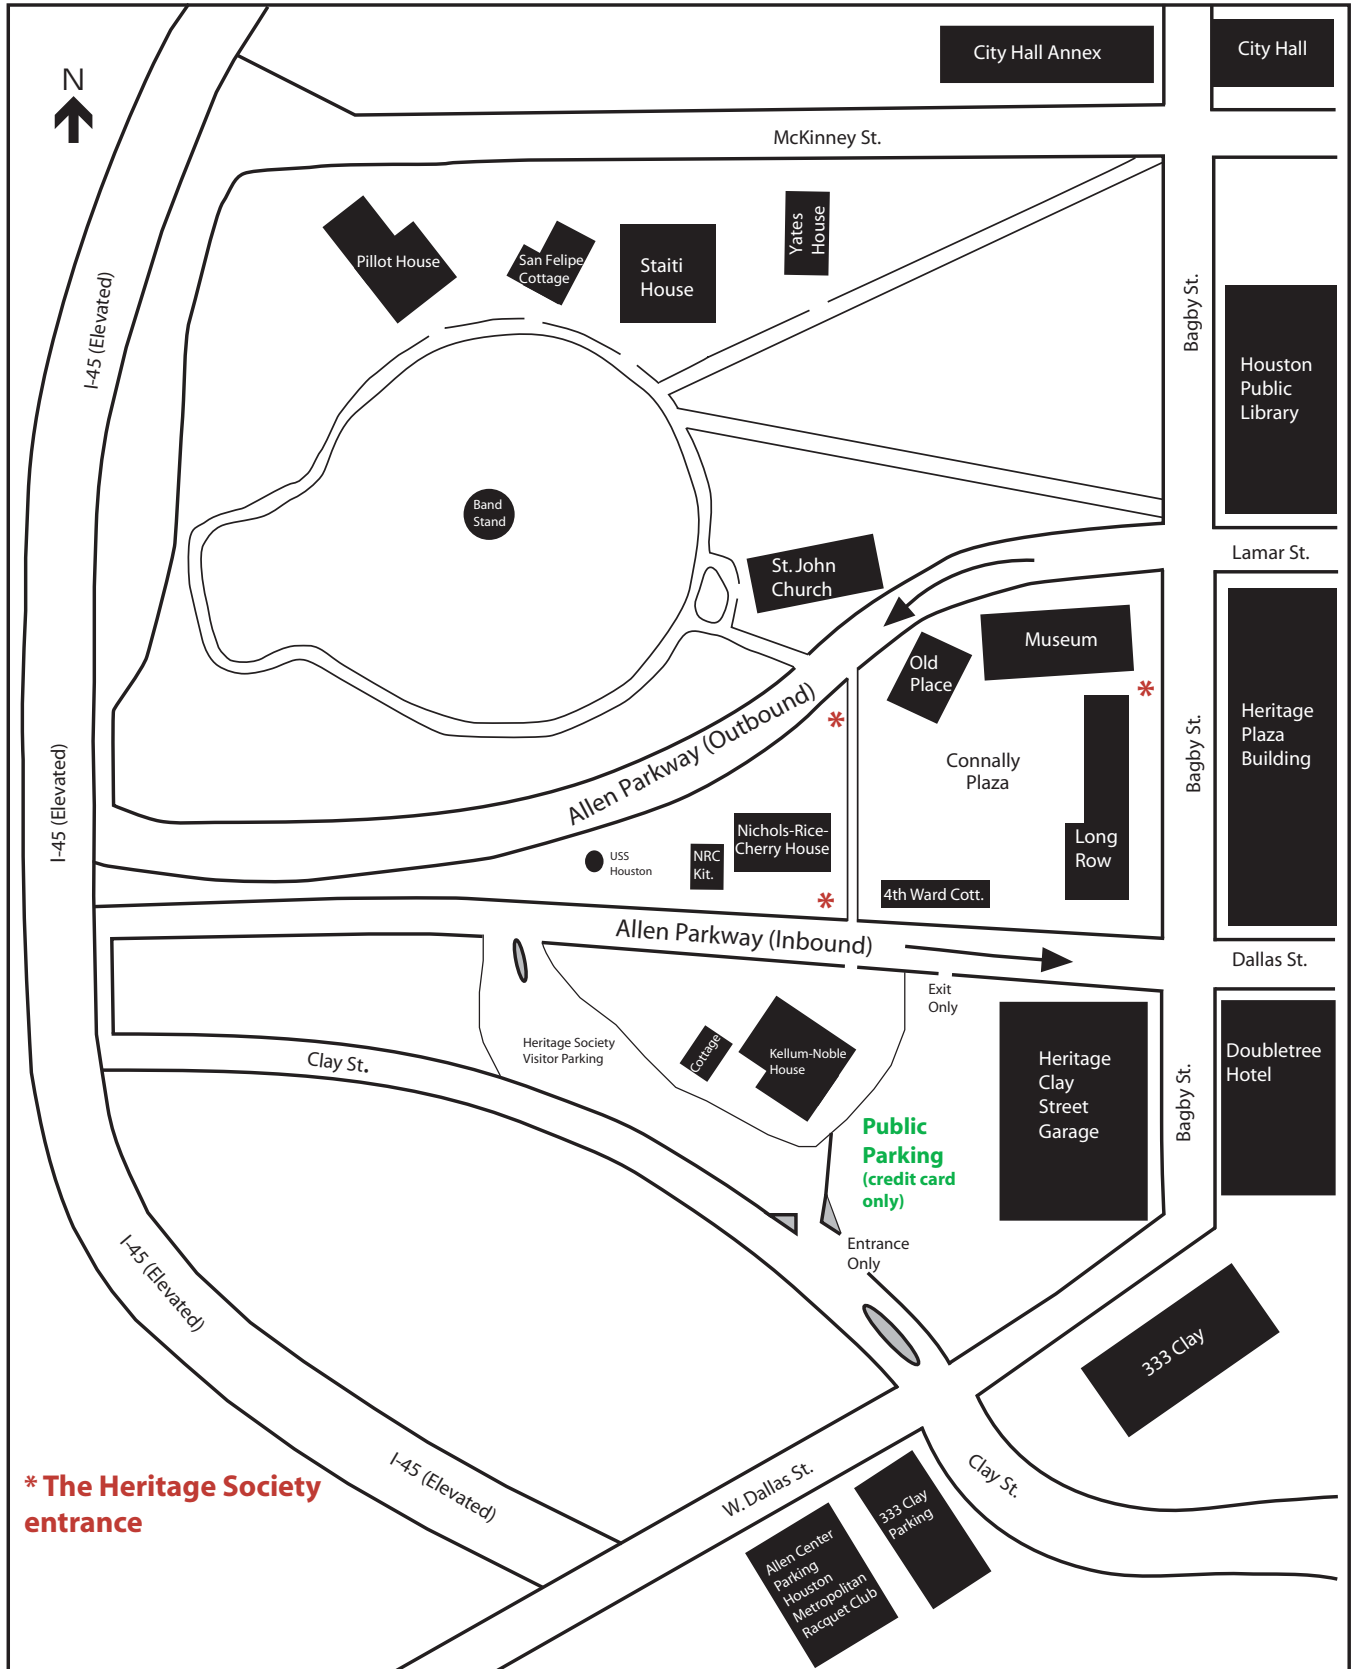 City Hall Annex
City Hall
N
McKinney St.
Yates
House
Pillot House
San Felipe
Cottage
Staiti
House
I-45 (Elevated)
Bagby St.
Houston
Public
Library
Band
Stand
Lamar St.
St. John
Church
Museum
Old
Place
*
*
Allen Parkway (Outbound)
Connally
Plaza
Bagby St.
Heritage
Plaza
Building
I-45 (Elevated)
Nichols-Rice-
Cherry House
Long
Row
USS
Houston
NRC
Kit.
4th Ward Cott.
*
Allen Parkway (Inbound)
Dallas St.
Exit
Only
Heritage Society
Visitor Parking
Cottage
Kellum-Noble
House
Clay St.
Heritage
Clay
Street
Garage
Bagby St.
Doubletree
Hotel
Public
Parking
(credit card
only)
Entrance
Only
I-45 (Elevated)
333 Clay
I-45 (Elevated)
W. Dallas St.
Clay St.
* The Heritage Society
entrance
333 Clay
Parking
Allen Center
Parking
Houston
Metropolitan
Racquet Club